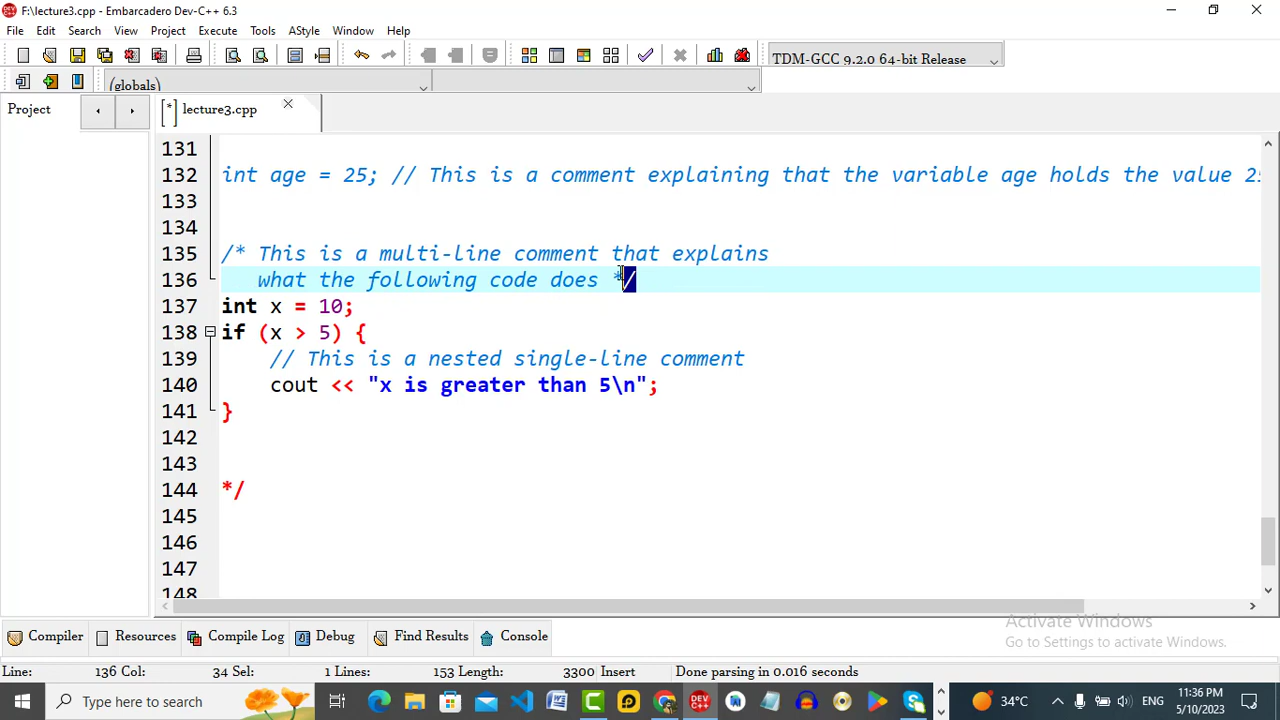 F:\lecture3.cpp - Embarcadero Dev-C++ 6.3
File Edit Search View Project Execute Tools AStyle Window Help
TDM-GCC 9.2.0 64-bit Release
(globals)
Project
[*] lecture3.cpp
131
132 int age = 25; // This is a comment explaining that the variable age holds the value 25
133
134
135 /* This is a multi-line comment that explains
136 what the following code does */
137 int x = 10;
138 if (x > 5) {
139 // This is a nested single-line comment
140 cout << "x is greater than 5\n";
141 }
142
143
144 */
145
146
147
148
Activate Windows
Go to Settings to activate Windows.
Compiler Resources Compile Log Debug Find Results Console
Line: 136 Col: 34 Sel: 1 Lines: 153 Length: 3300 Insert Done parsing in 0.016 seconds
Type here to search
DEV C++
34°C
ENG
11:36 PM
5/10/2023